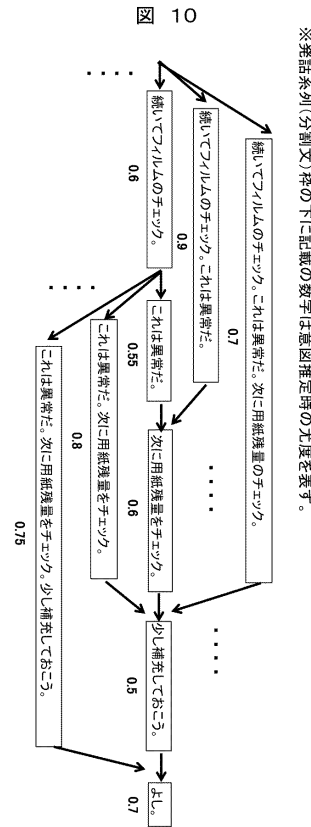 図 10
※発話系列(分割文)枠の下に記載の数字は意図推定時の尤度を表す。
続いてフィルムのチェック。これは異常だ。次に用紙残量のチェック。
0.7
続いてフィルムのチェック。これは異常だ。
0.9
続いてフィルムのチェック。
0.6
これは異常だ。
0.55
次に用紙残量をチェック。
0.6
少し補充しておこう。
0.5
よし。
0.7
これは異常だ。次に用紙残量をチェック。
0.8
これは異常だ。次に用紙残量をチェック。少し補充しておこう。
0.75